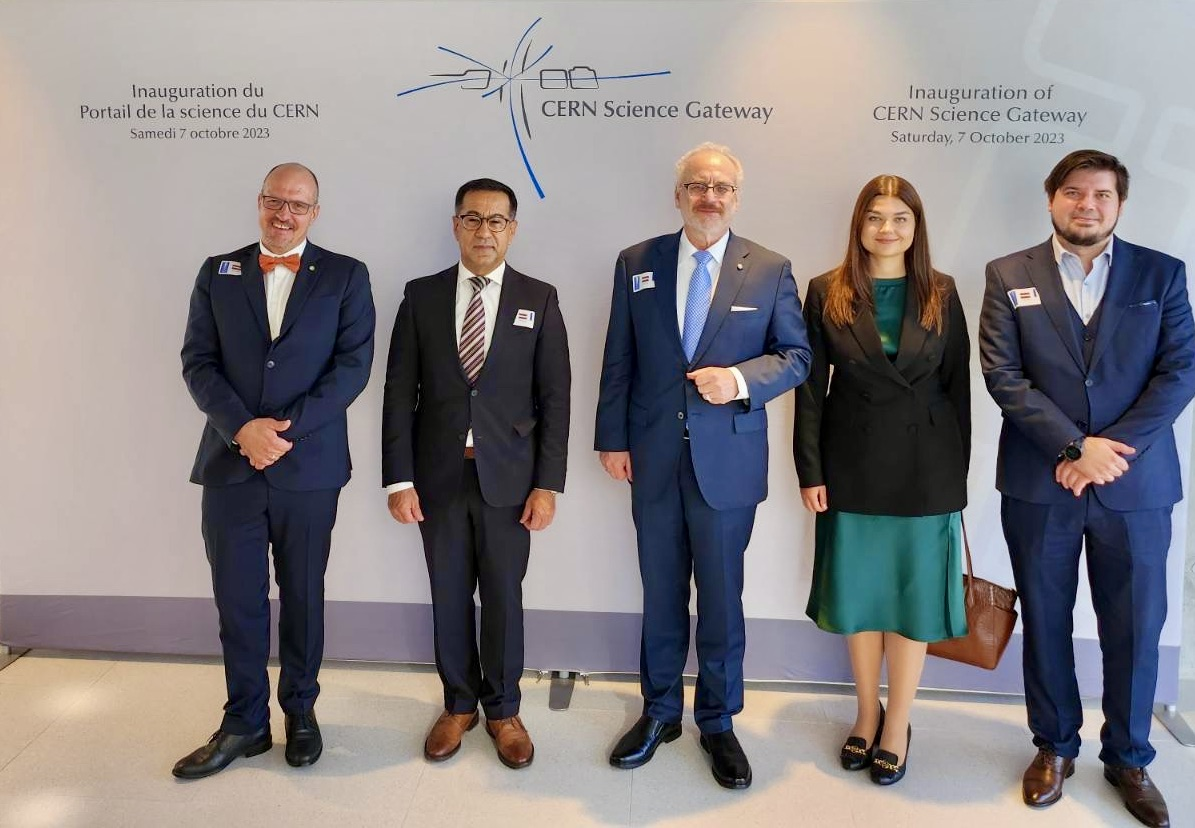 Inauguration du
Portail de la science du CERN
Samedi 7 octobre 2023
CERN Science Gateway
Inauguration of
CERN Science Gateway
Saturday, 7 October 2023